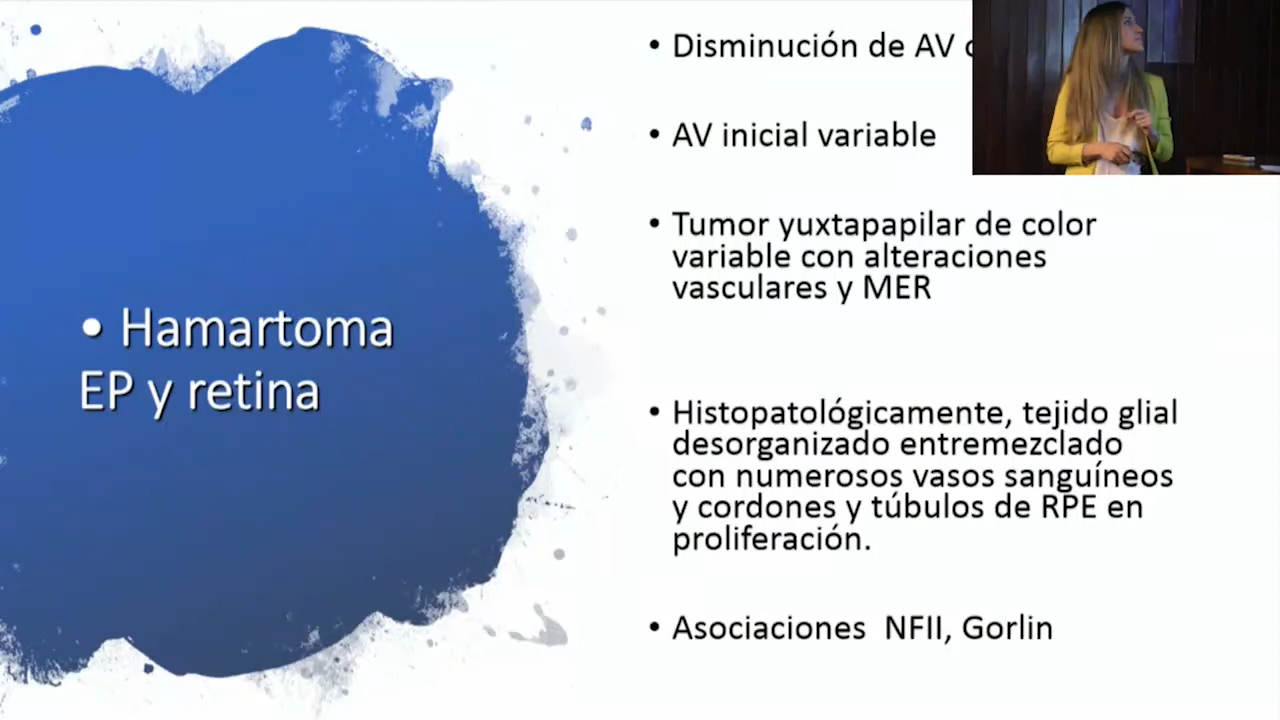 • Hamartoma
EP y retina
• Disminución de AV
• AV inicial variable
• Tumor yuxtapapilar de color
variable con alteraciones
vasculares y MER
• Histopatológicamente, tejido glial
desorganizado entremezclado
con numerosos vasos sanguíneos
y cordones y túbulos de RPE en
proliferación.
• Asociaciones NFII, Gorlin